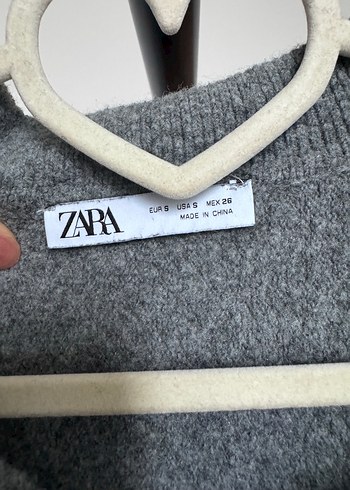 ZARA
EUR S USA S MEX 26
MADE IN CHINA